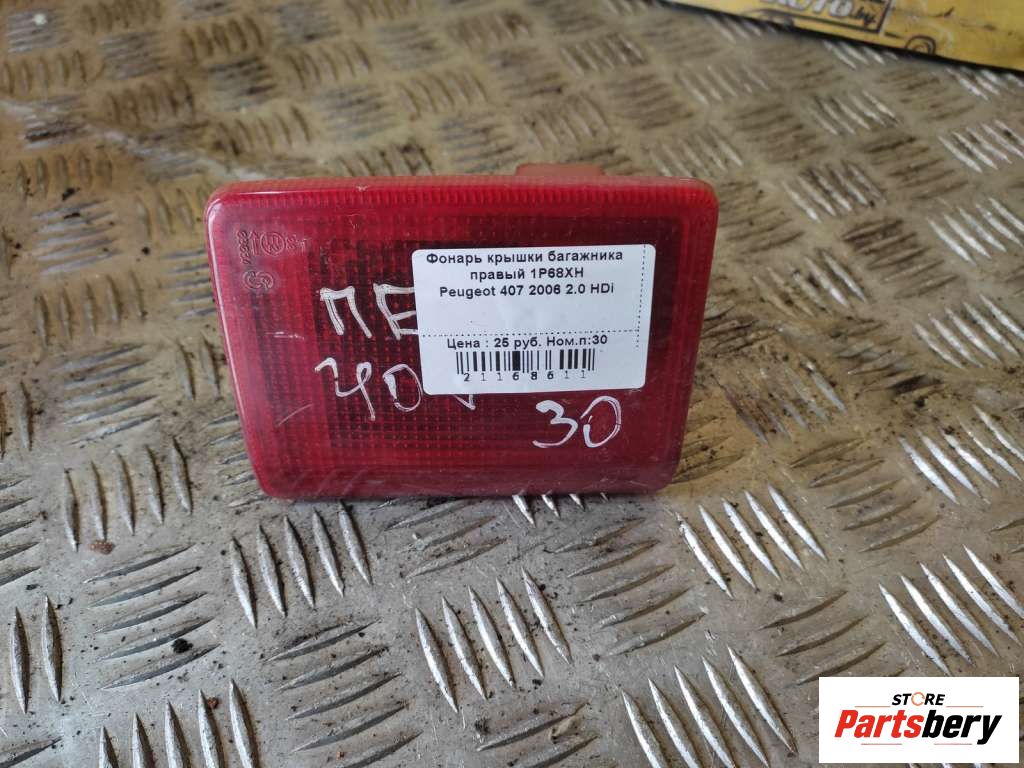 Фонарь крышки багажника
правый 1P68XH
Peugeot 407 2006 2.0 HDi
Цена : 25 руб. Ном.п:30
21168611
ПЕ
40
30
STORE
Partsbery